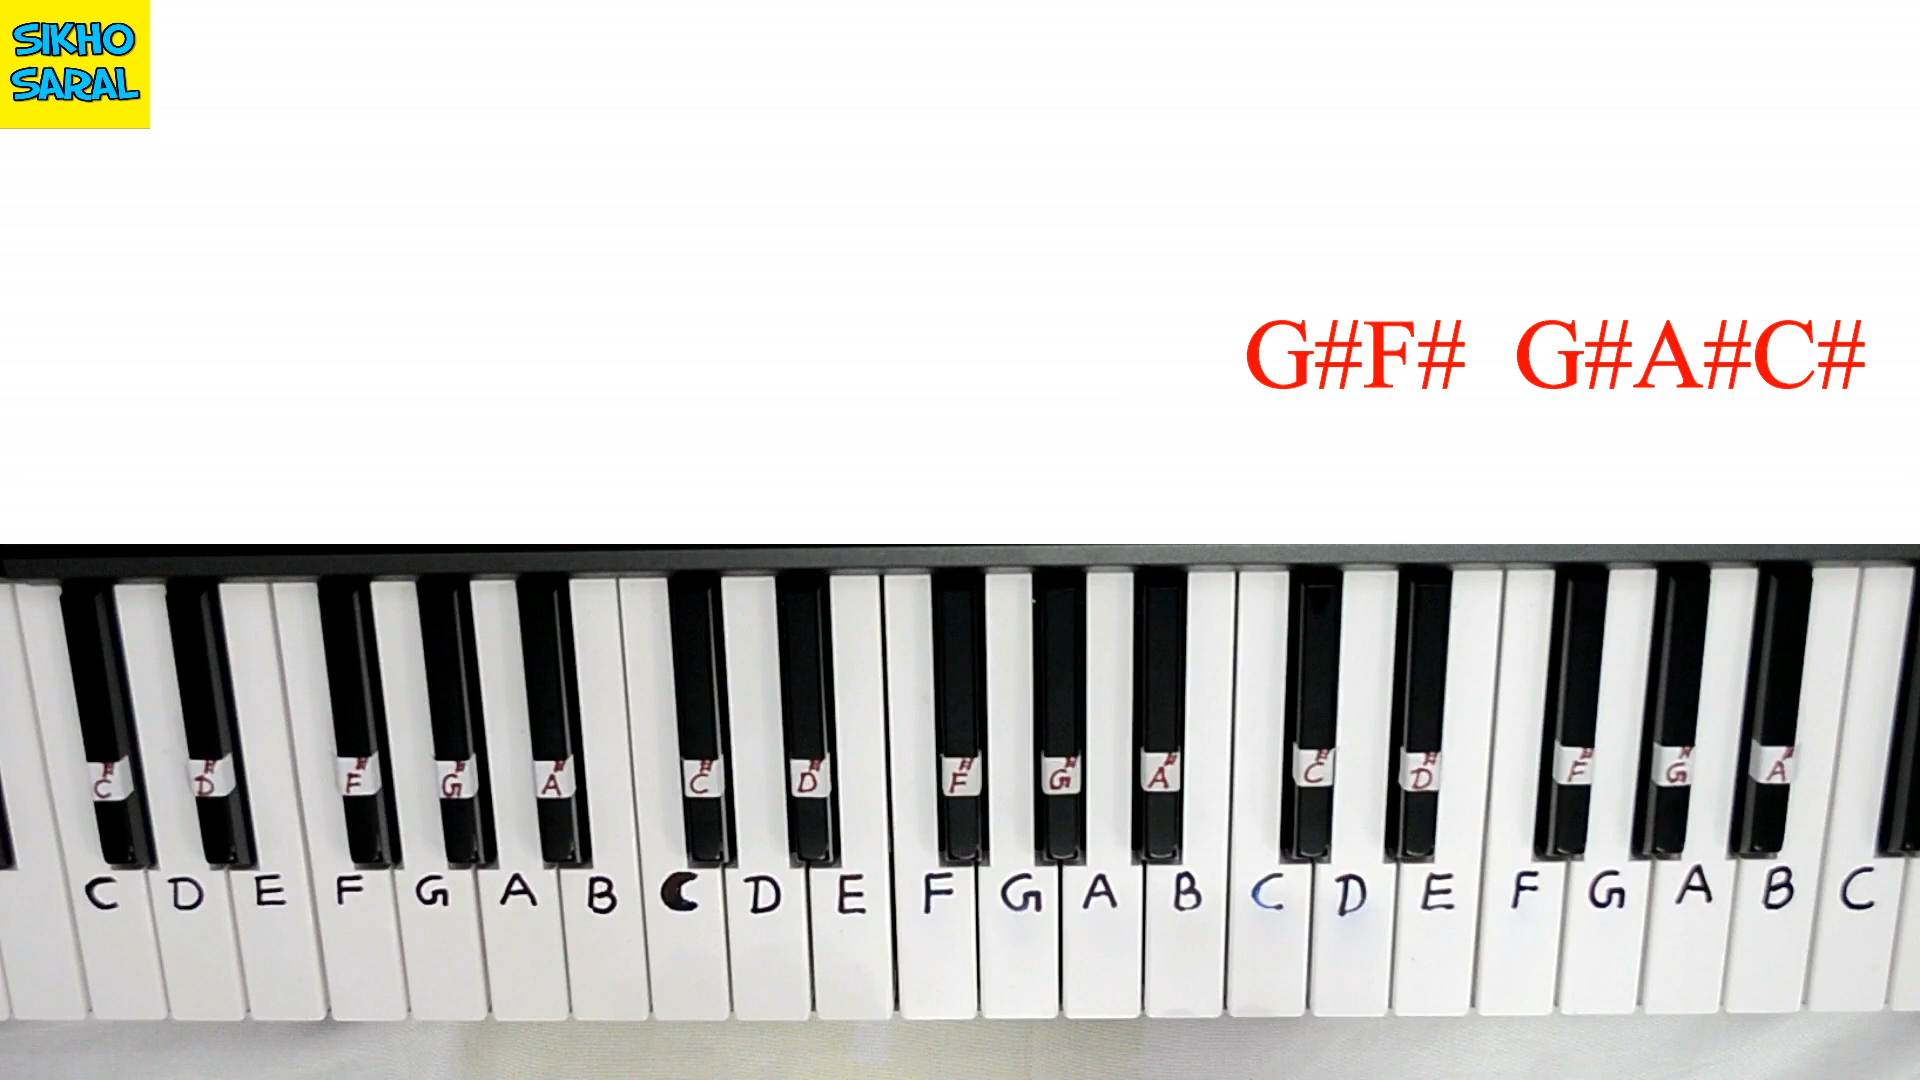 SIKHO
SARAL
G#F# G#A#C#
C# D# F# G# A# C# D# F# G# A# C# D# F# G# A#
C D E F G A B C D E F G A B C D E F G A B C